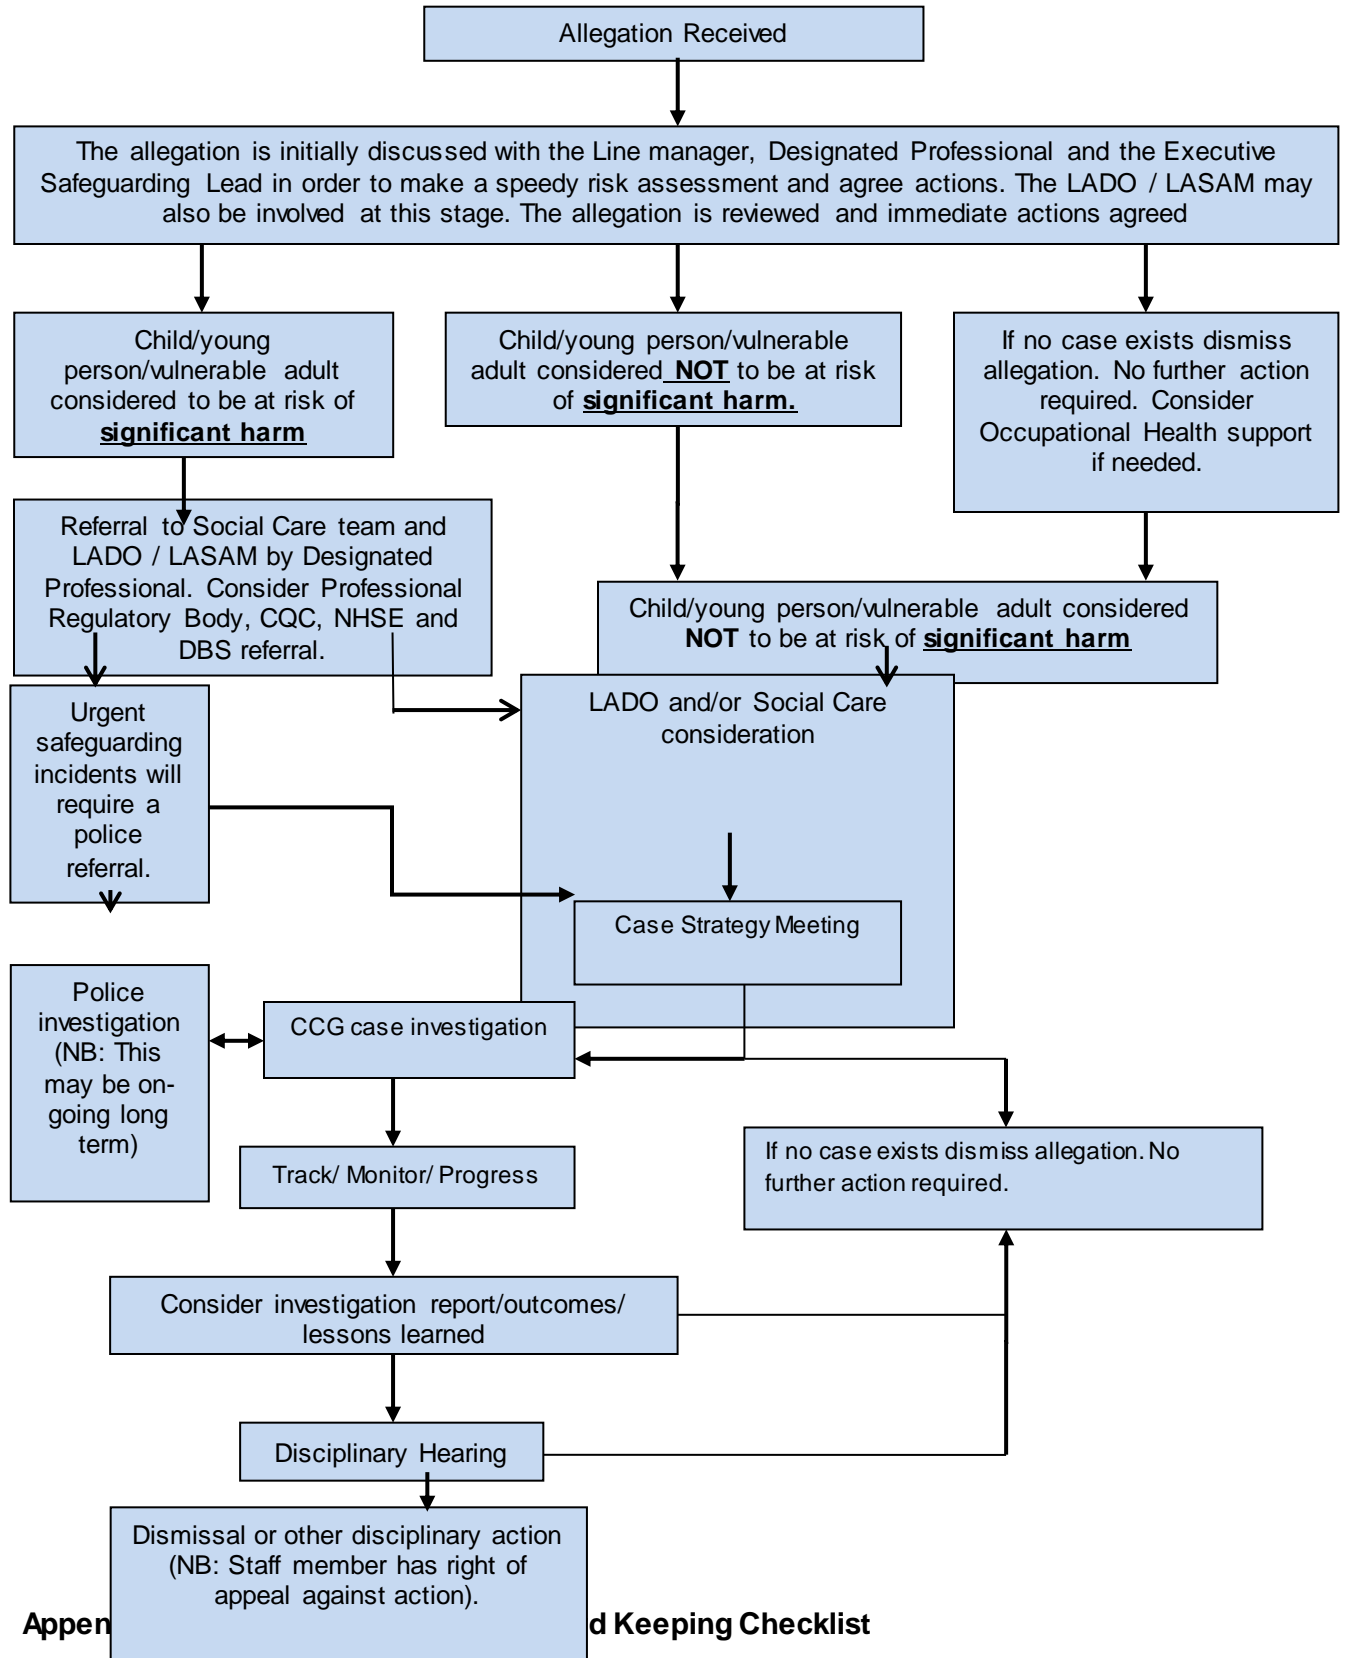 Allegation Received
The allegation is initially discussed with the Line manager, Designated Professional and the Executive
Safeguarding Lead in order to make a speedy risk assessment and agree actions. The LADO / LASAM may
also be involved at this stage. The allegation is reviewed and immediate actions agreed
Child/young
person/vulnerable adult
considered to be at risk of
significant harm
Child/young person/vulnerable
adult considered NOT to be at risk
of significant harm.
If no case exists dismiss
allegation. No further action
required. Consider
Occupational Health support
if needed.
Referral to Social Care team and
LADO / LASAM by Designated
Professional. Consider Professional
Regulatory Body, CQC, NHSE and
DBS referral.
Child/young person/vulnerable adult considered
NOT to be at risk of significant harm
Urgent
safeguarding
incidents will
require a
police
referral.
LADO and/or Social Care
consideration
Case Strategy Meeting
Police
investigation
(NB: This
may be on-
going long
term)
CCG case investigation
Track/ Monitor/ Progress
If no case exists dismiss allegation. No
further action required.
Consider investigation report/outcomes/
lessons learned
Disciplinary Hearing
Dismissal or other disciplinary action
(NB: Staff member has right of
appeal against action).
Appen d Keeping Checklist